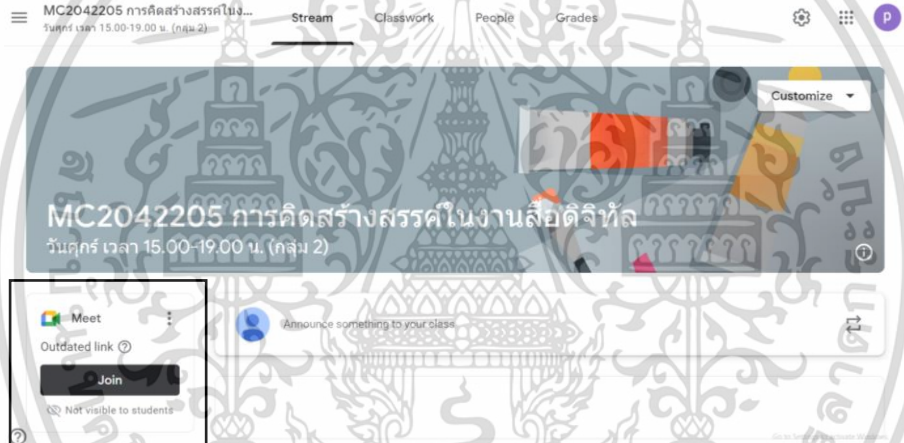 MC2042205 การคิดสร้างสรรค์ในง...
วันศุกร์ เวลา 15.00-19.00 น. (กลุ่ม 2)
Stream Classwork People Grades
p
Customize
MC2042205 การคิดสร้างสรรค์ในงานสื่อดิจิทัล
วันศุกร์ เวลา 15.00-19.00 น. (กลุ่ม 2)
Meet
Outdated link
Announce something to your class
Join
Not visible to students